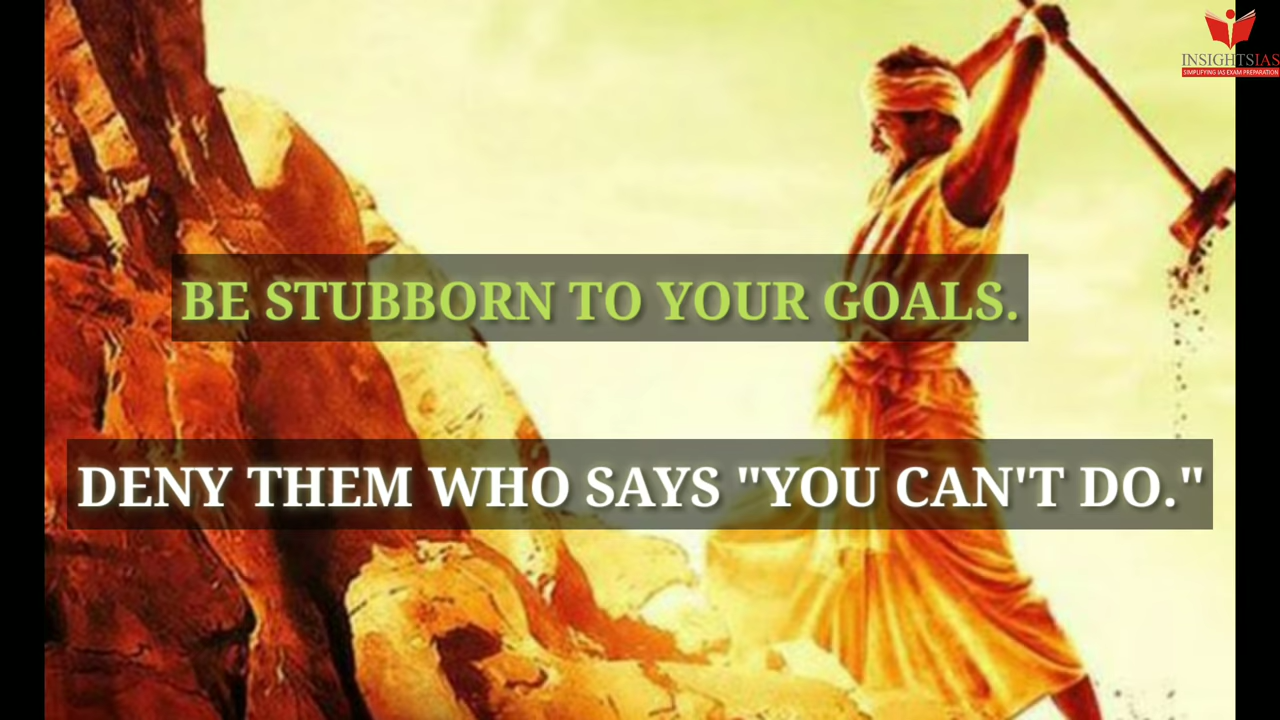 INSIGHTSIAS
SIMPLIFYING IAS EXAM PREPARATION
BE STUBBORN TO YOUR GOALS.
DENY THEM WHO SAYS "YOU CAN'T DO."